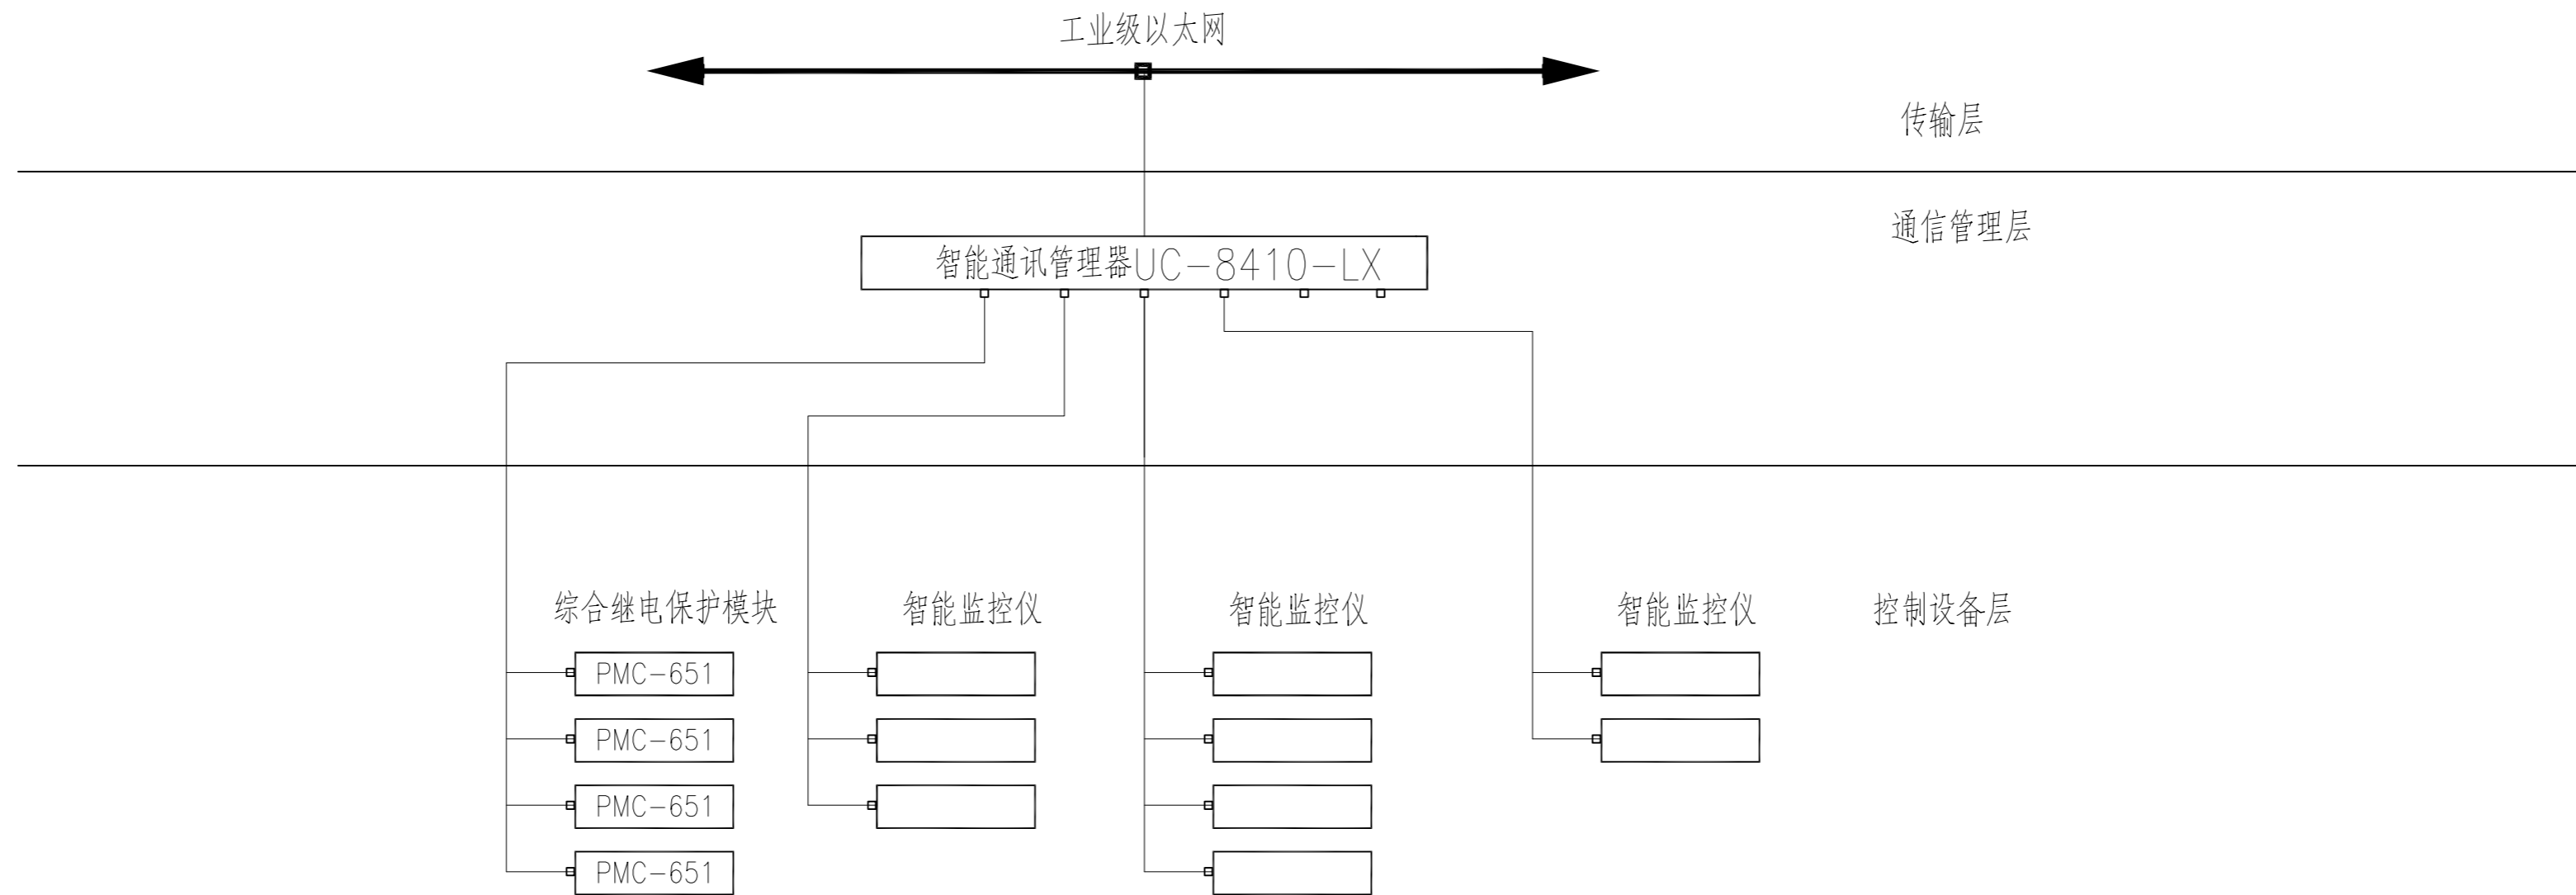 工业级以太网
传输层
通信管理层
智能通讯管理器UC-8410-LX
综合继电保护模块
智能监控仪
智能监控仪
智能监控仪
控制设备层
PMC-651
PMC-651
PMC-651
PMC-651